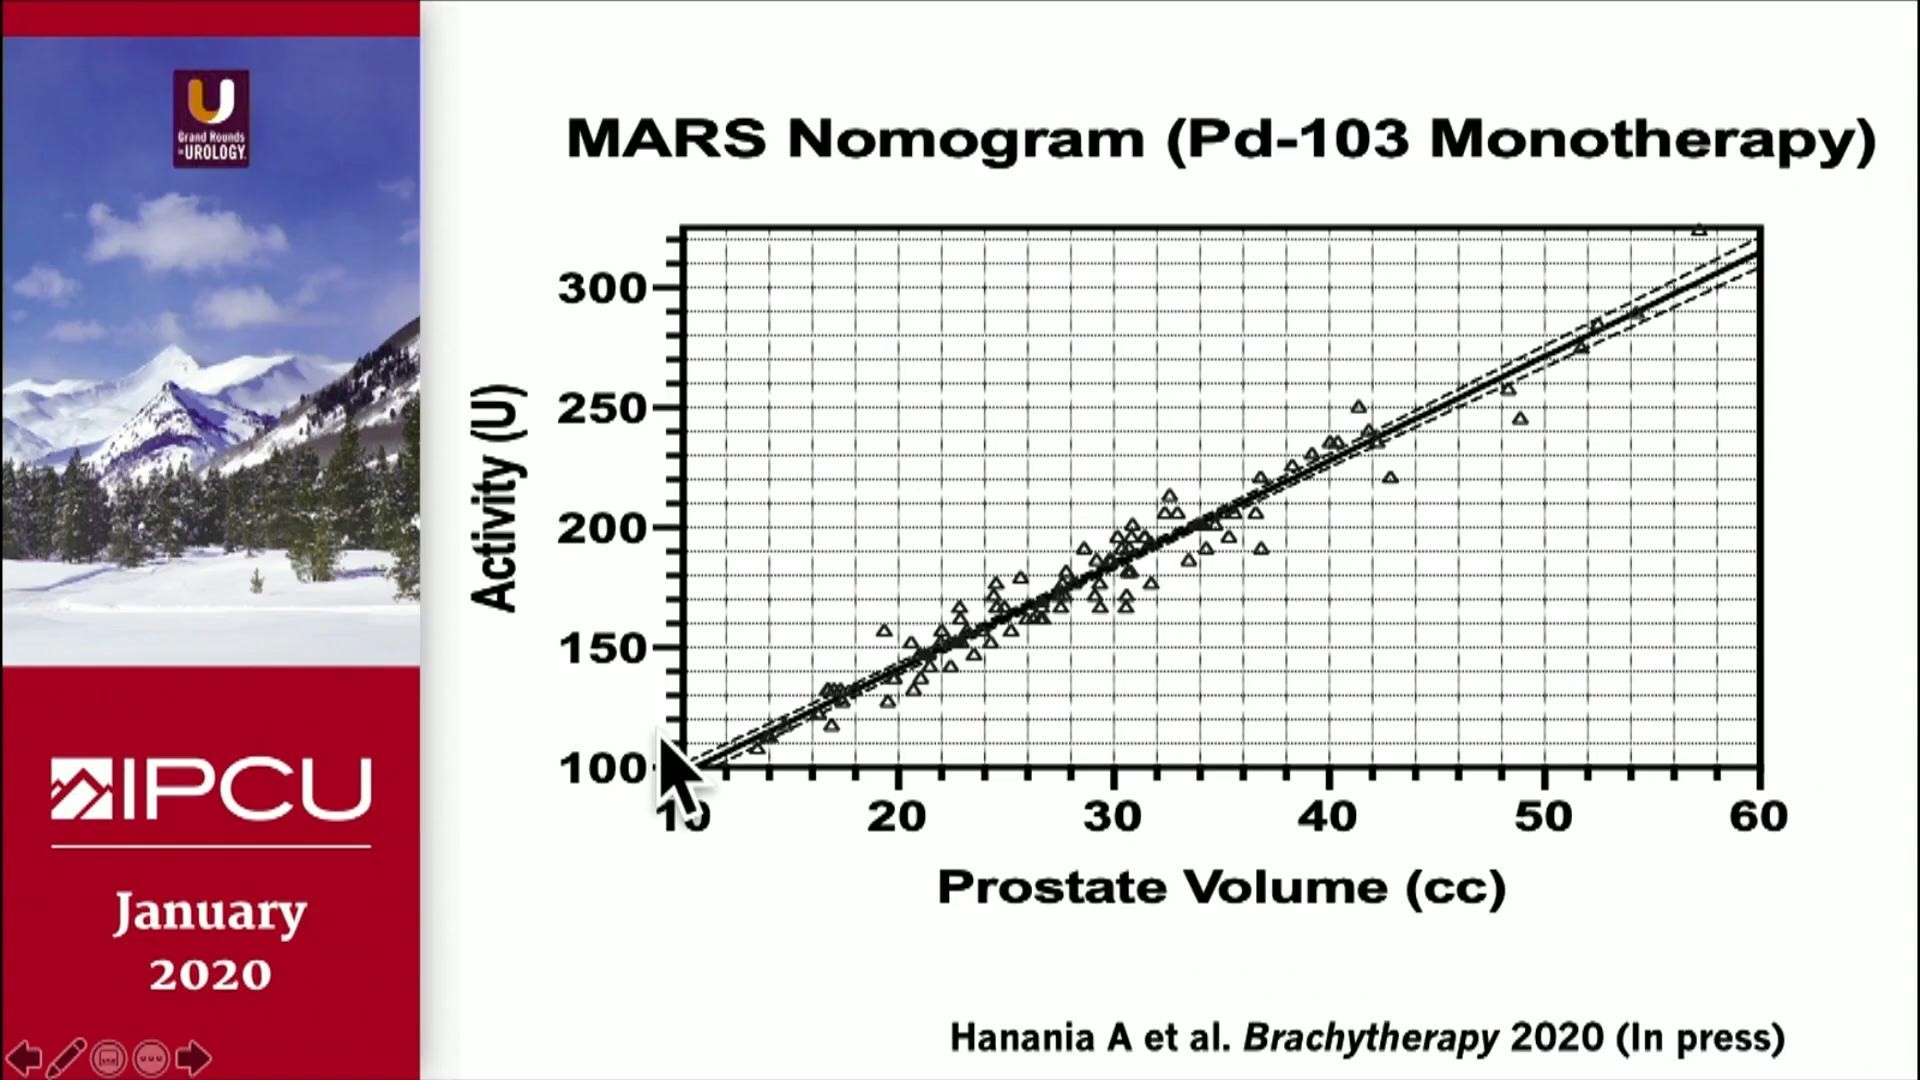 U
Grand Rounds
in UROLOGY
IPCU
January
2020
MARS Nomogram (Pd-103 Monotherapy)
Activity (U)
300
250
200
150
100
10 20 30 40 50 60
Prostate Volume (cc)
Hanania A et al. Brachytherapy 2020 (In press)